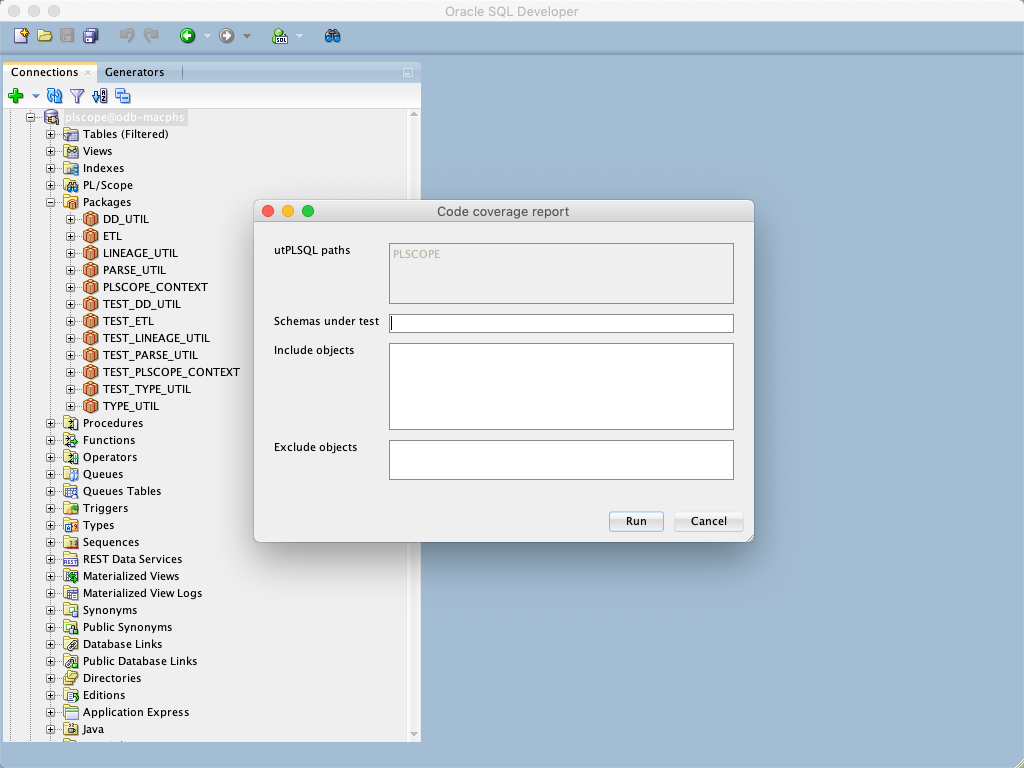 Oracle SQL Developer
SQL
Connections
Generators
plscope@odb-macphs
Tables (Filtered)
Views
Indexes
PL/Scope
Packages
DD_UTIL
ETL
LINEAGE_UTIL
PARSE_UTIL
PLSCOPE_CONTEXT
TEST_DD_UTIL
TEST_ETL
TEST_LINEAGE_UTIL
TEST_PARSE_UTIL
TEST_PLSCOPE_CONTEXT
TEST_TYPE_UTIL
TYPE_UTIL
Procedures
Functions
Operators
Queues
Queues Tables
Triggers
Types
Sequences
REST Data Services
Materialized Views
Materialized View Logs
Synonyms
Public Synonyms
Database Links
Public Database Links
Directories
Editions
Application Express
Java
Code coverage report
utPLSQL paths
PLSCOPE
Schemas under test
Include objects
Exclude objects
Run
Cancel